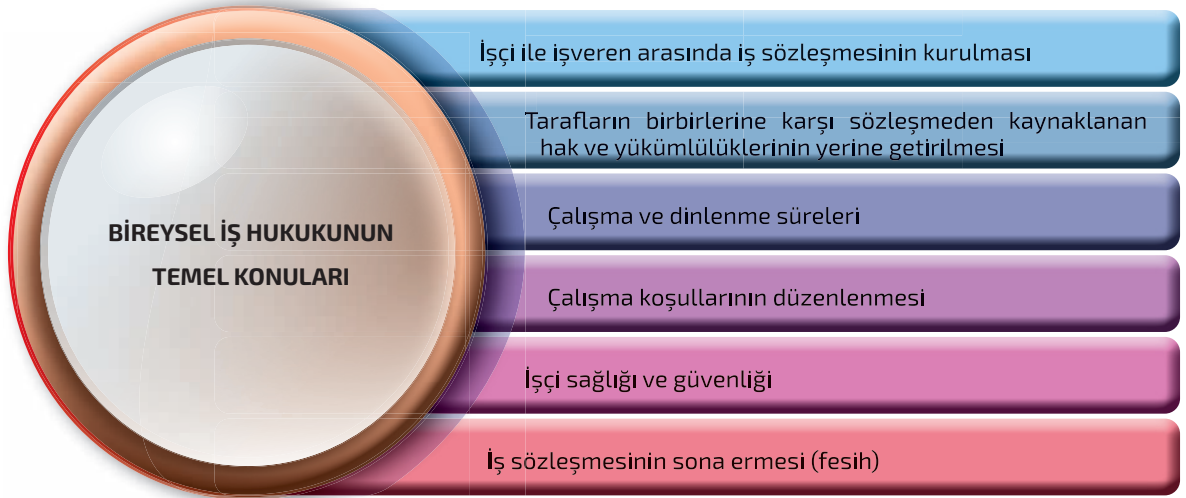 BİREYSEL İŞ HUKUKUNUN
TEMEL KONULARI
İşçi ile işveren arasında iş sözleşmesinin kurulması
Tarafların birbirlerine karşı sözleşmeden kaynaklanan
hak ve yükümlülüklerinin yerine getirilmesi
Çalışma ve dinlenme süreleri
Çalışma koşullarının düzenlenmesi
İşçi sağlığı ve güvenliği
İş sözleşmesinin sona ermesi (fesih)